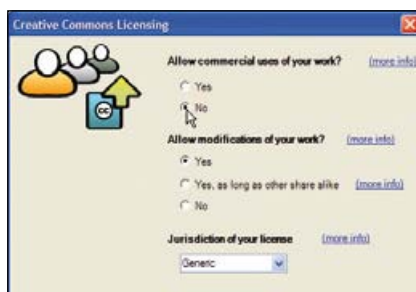 Creative Commons Licensing
Allow commercial uses of your work? (more info)
Yes
No
Allow modifications of your work? (more info)
Yes
Yes, as long as other share alike (more info)
No
Jurisdiction of your license (more info)
Generic
cc